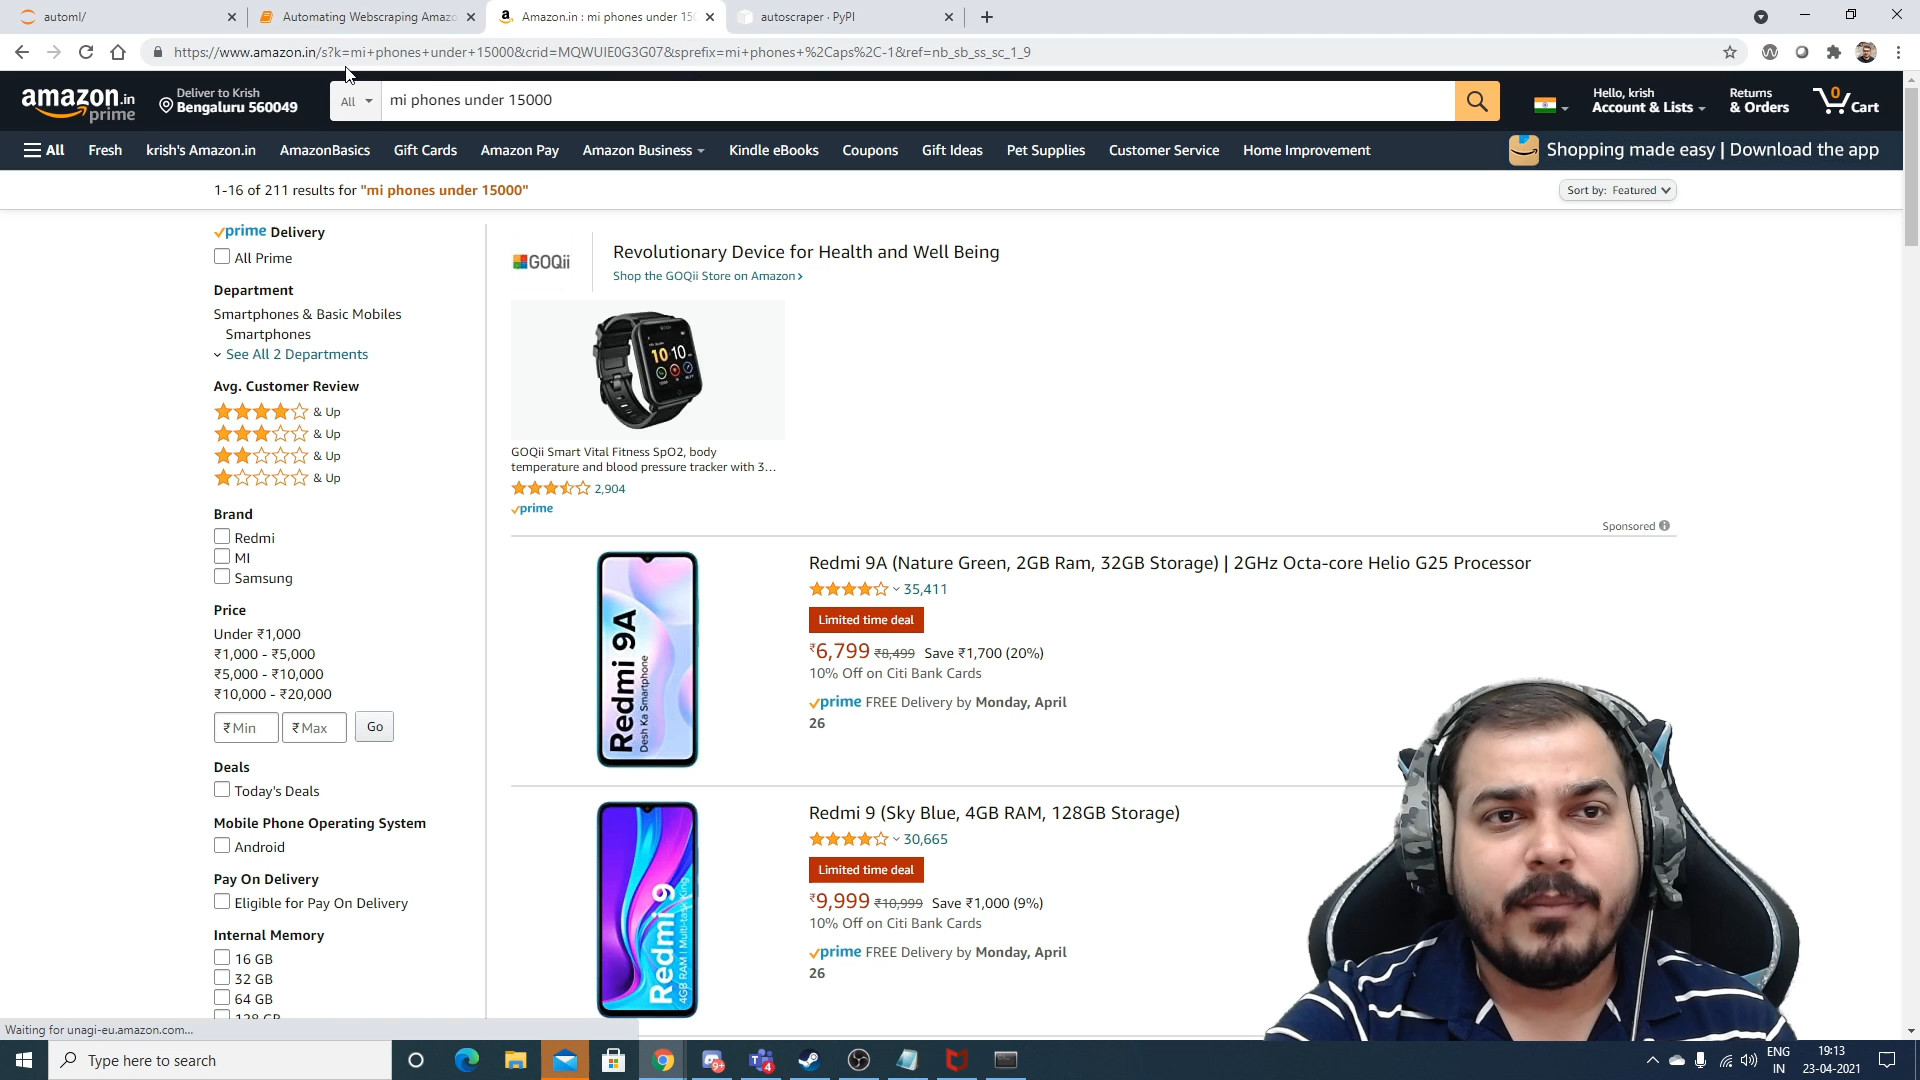 automl/
Automating Webscraping Amazo
Amazon.in : mi phones under 150
autoscraper · PyPI
https://www.amazon.in/s?k=mi+phones+under+15000&crid=MQWUIE0G3G07&sprefix=mi+phones+%2Caps%2C-1&ref=nb_sb_ss_sc_1_9
amazon.in
prime
Deliver to Krish
Bengaluru 560049
All
mi phones under 15000
Hello, krish
Account & Lists
Returns
& Orders
0
Cart
All
Fresh
krish's Amazon.in
AmazonBasics
Gift Cards
Amazon Pay
Amazon Business
Kindle eBooks
Coupons
Gift Ideas
Pet Supplies
Customer Service
Home Improvement
Shopping made easy | Download the app
1-16 of 211 results for "mi phones under 15000"
Sort by: Featured
prime Delivery
All Prime
Department
Smartphones & Basic Mobiles
Smartphones
See All 2 Departments
Avg. Customer Review
& Up
& Up
& Up
& Up
Brand
Redmi
MI
Samsung
Price
Under ₹1,000
₹1,000 - ₹5,000
₹5,000 - ₹10,000
₹10,000 - ₹20,000
₹ Min
₹ Max
Go
Deals
Today's Deals
Mobile Phone Operating System
Android
Pay On Delivery
Eligible for Pay On Delivery
Internal Memory
16 GB
32 GB
64 GB
128 GB
GOQii
Revolutionary Device for Health and Well Being
Shop the GOQii Store on Amazon
10:10
GOQii Smart Vital Fitness SpO2, body
temperature and blood pressure tracker with 3...
2,904
prime
Sponsored
Redmi 9A
Desh Ka Smartphone
Redmi 9A (Nature Green, 2GB Ram, 32GB Storage) | 2GHz Octa-core Helio G25 Processor
35,411
Limited time deal
₹6,799 ₹8,499 Save ₹1,700 (20%)
10% Off on Citi Bank Cards
prime FREE Delivery by Monday, April
26
Redmi 9
4GB RAM | Multi-tasking King
Redmi 9 (Sky Blue, 4GB RAM, 128GB Storage)
30,665
Limited time deal
₹9,999 ₹10,999 Save ₹1,000 (9%)
10% Off on Citi Bank Cards
prime FREE Delivery by Monday, April
26
Waiting for unagi-eu.amazon.com...
Type here to search
9+
4
ENG
IN
19:13
23-04-2021